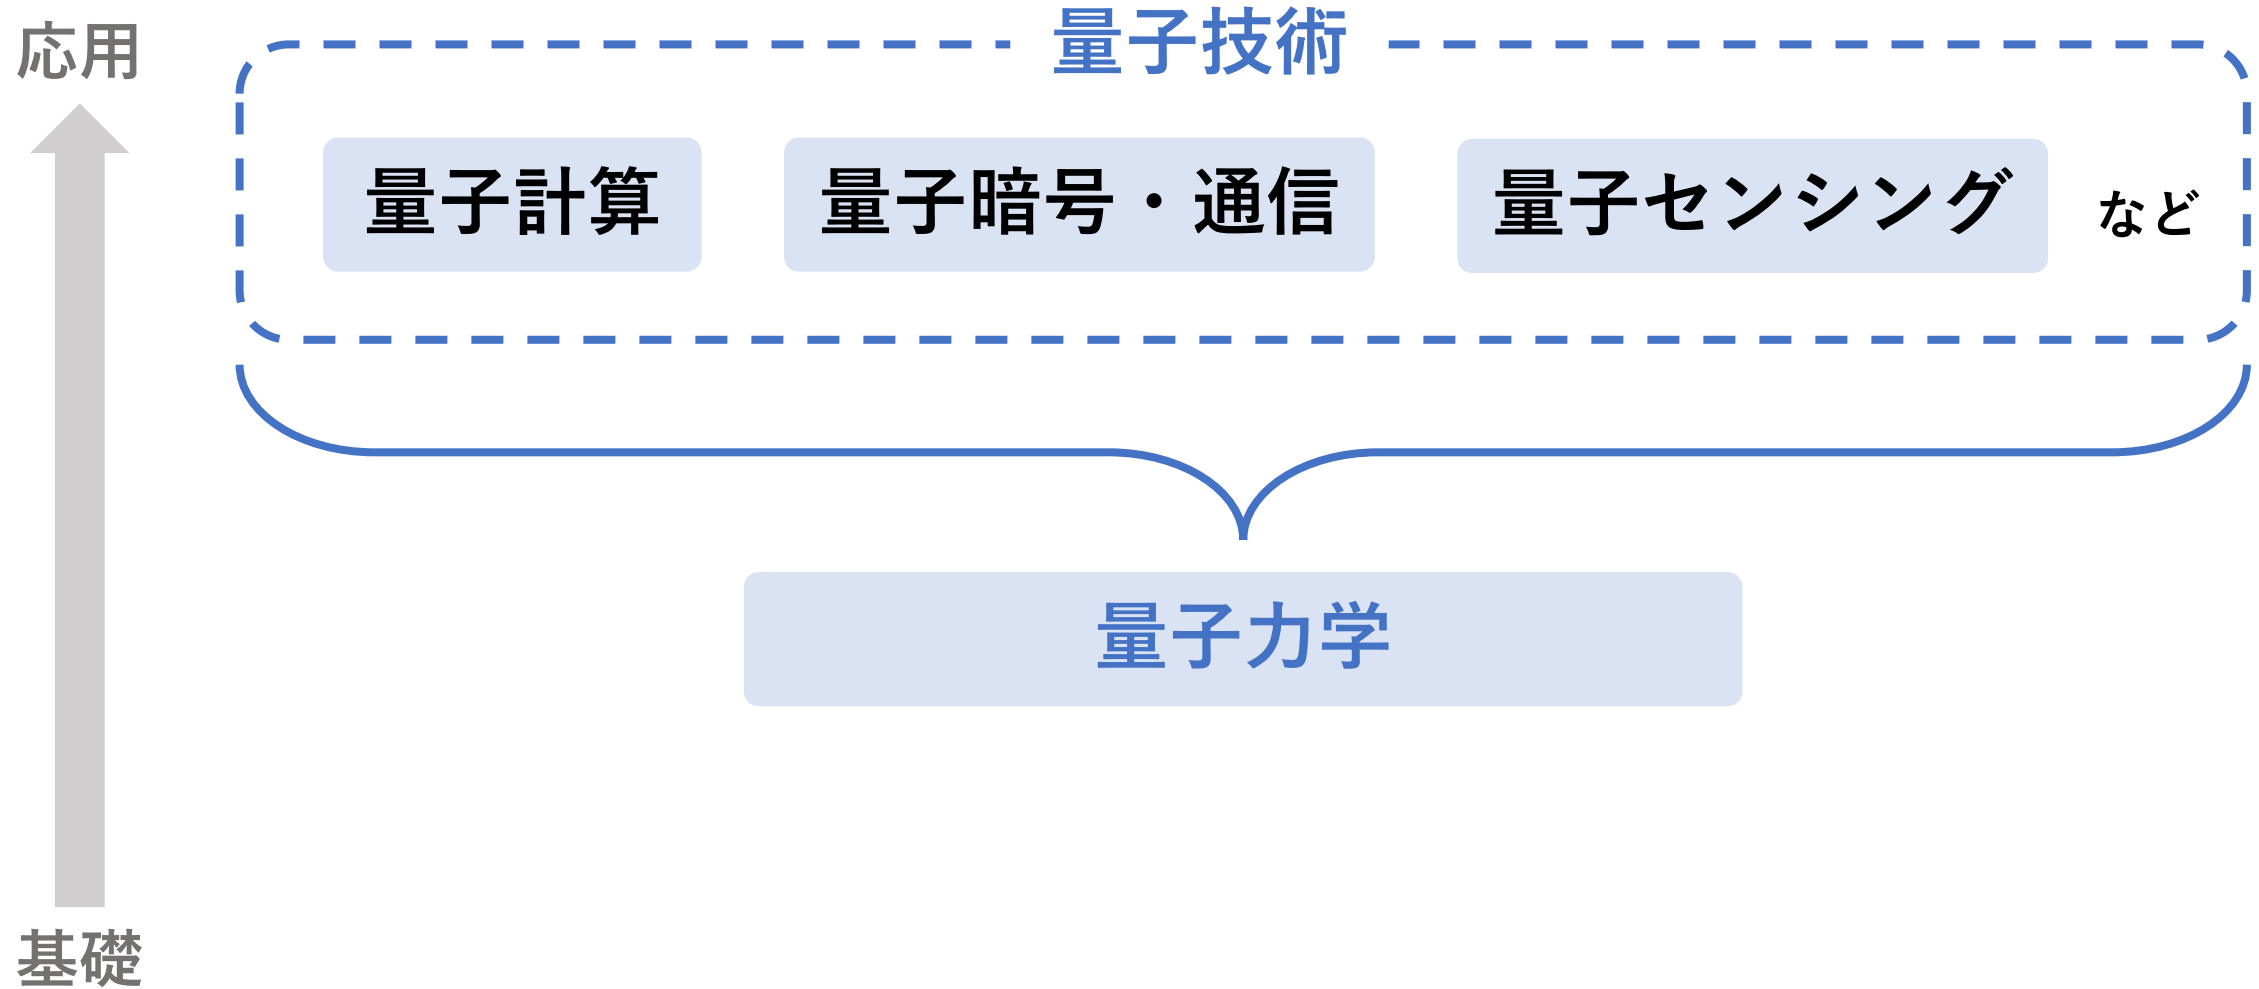 応用
量子技術
量子計算
量子暗号・通信
量子センシング
など
量子力学
基礎